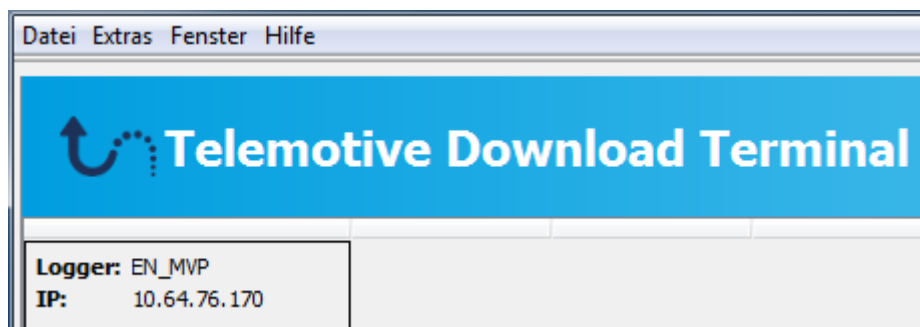 Datei Extras Fenster Hilfe
Telemotive Download Terminal
Logger: EN_MVP
IP: 10.64.76.170